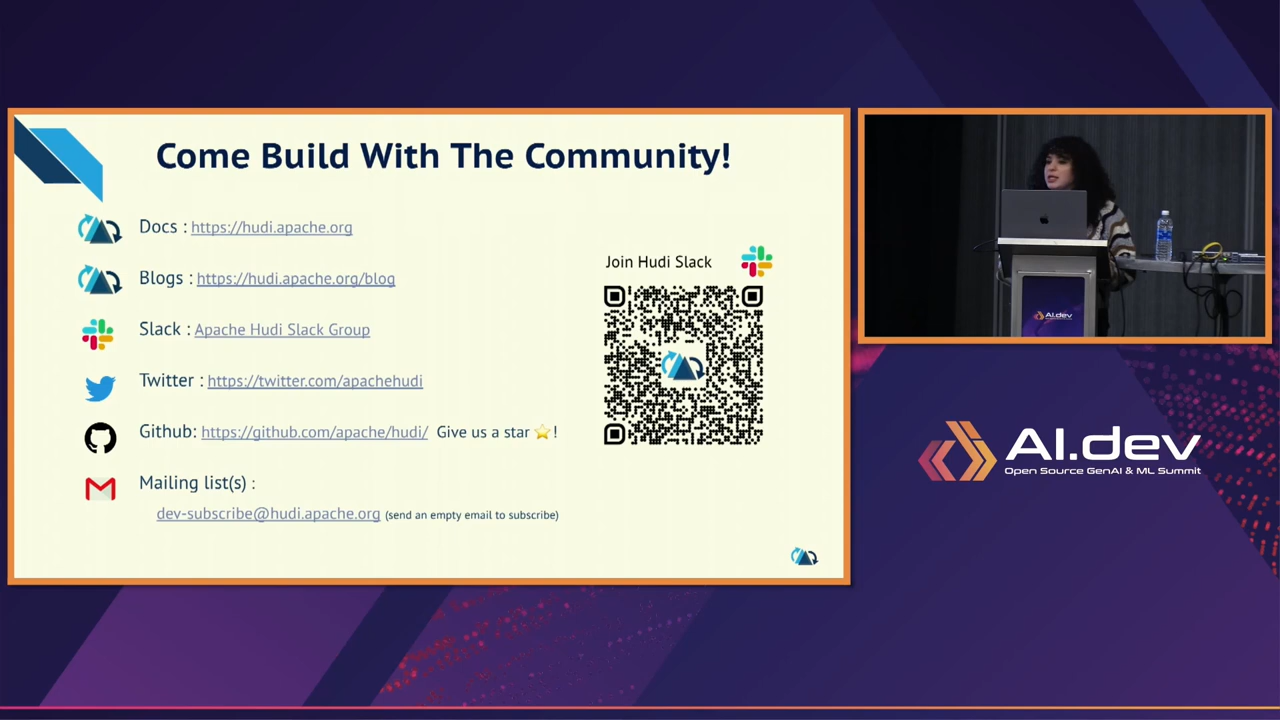 Come Build With The Community!
Docs : https://hudi.apache.org
Blogs : https://hudi.apache.org/blog
Slack : Apache Hudi Slack Group
Twitter : https://twitter.com/apachehudi
Github: https://github.com/apache/hudi/ Give us a star ⭐!
Mailing list(s) :
dev-subscribe@hudi.apache.org (send an empty email to subscribe)
Join Hudi Slack
AI.dev
AI.dev
Open Source GenAI & ML Summit